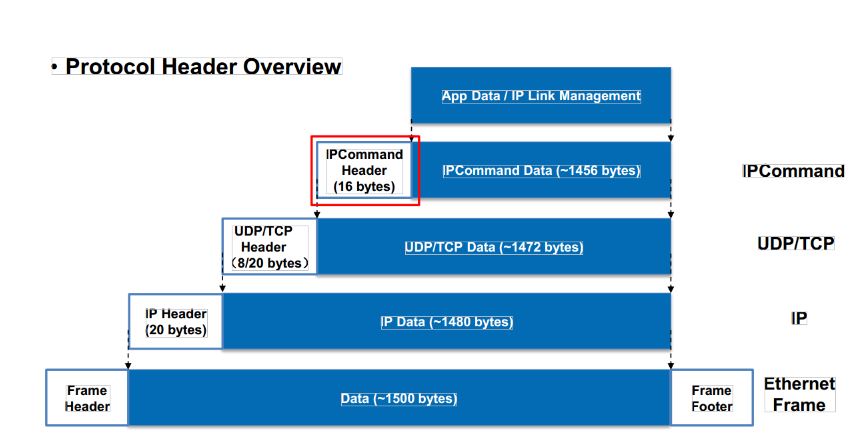 • Protocol Header Overview
App Data / IP Link Management
IPCommand
Header
(16 bytes)
IPCommand Data (~1456 bytes)
IPCommand
UDP/TCP
Header
(8/20 bytes)
UDP/TCP Data (~1472 bytes)
UDP/TCP
IP Header
(20 bytes)
IP Data (~1480 bytes)
IP
Frame
Header
Data (~1500 bytes)
Frame
Footer
Ethernet
Frame